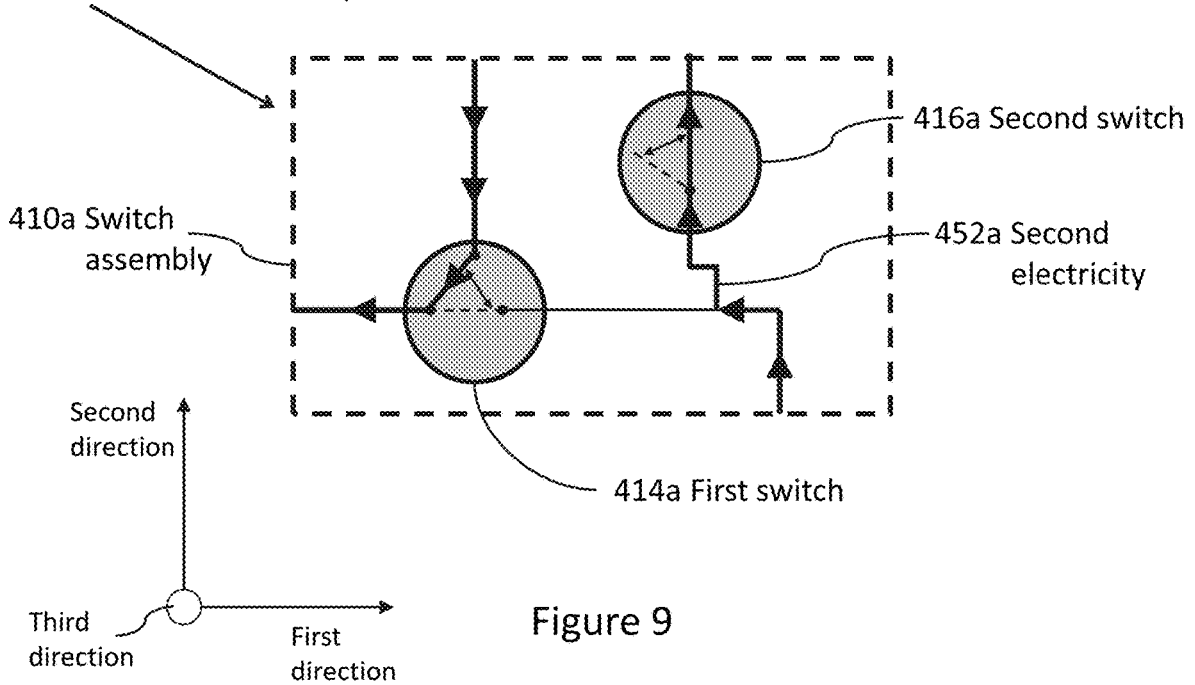 416a Second switch
410a Switch
assembly
452a Second
electricity
Second
direction
414a First switch
Third
direction
First
direction
Figure 9